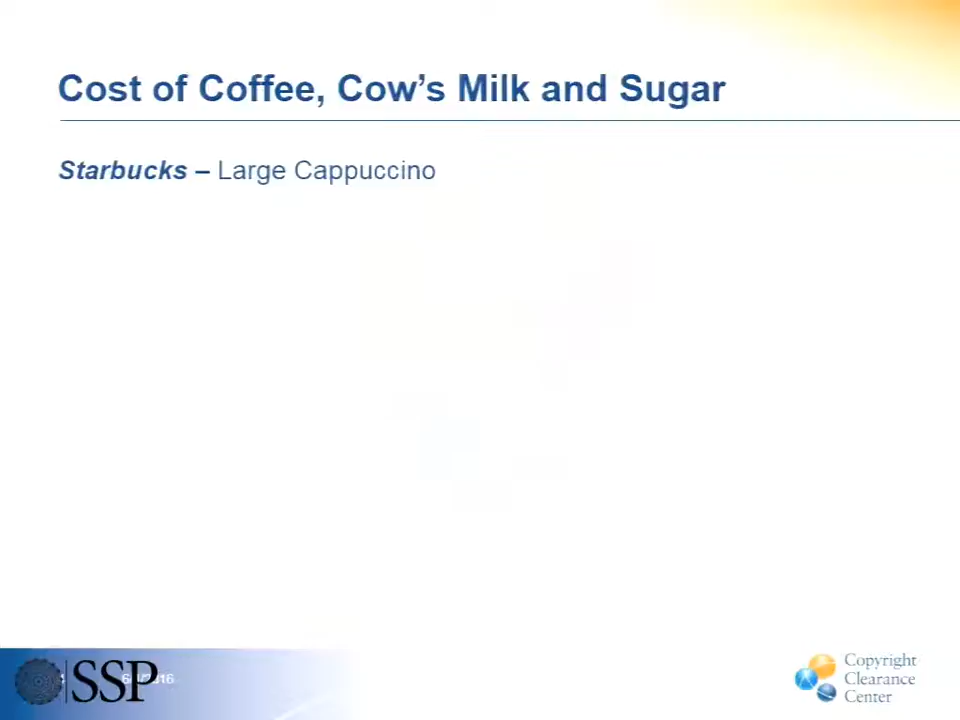 Cost of Coffee, Cow's Milk and Sugar
Starbucks – Large Cappuccino
SSP
Copyright
Clearance
Center